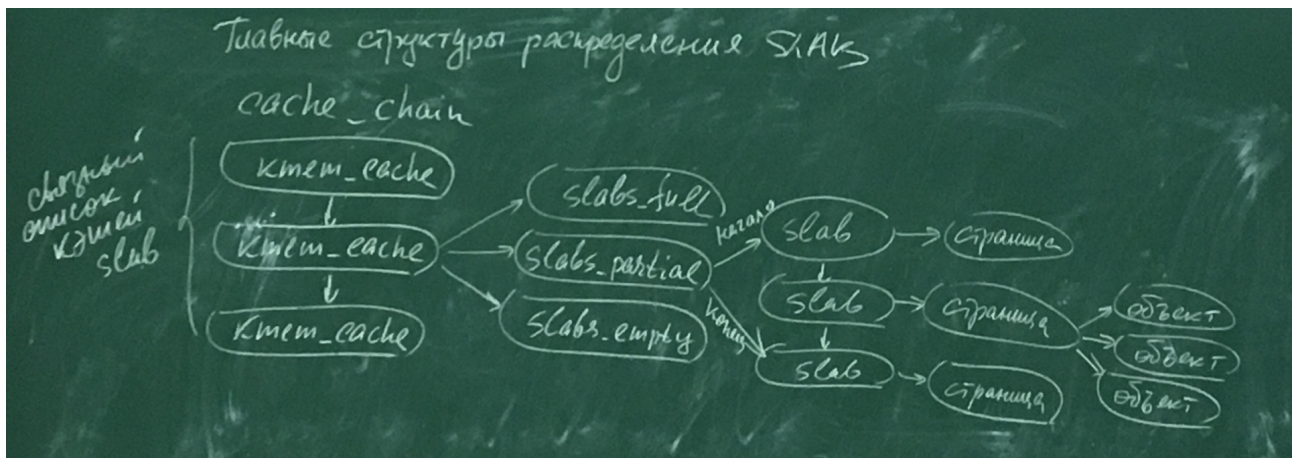 Главные структуры распределения SLAB
cache_chain
связный
список
кэшей
slab
kmem_cache
kmem_cache
kmem_cache
slabs_full
slabs_partial
slabs_empty
начало
конец
slab
slab
slab
страница
страница
страница
объект
объект
объект